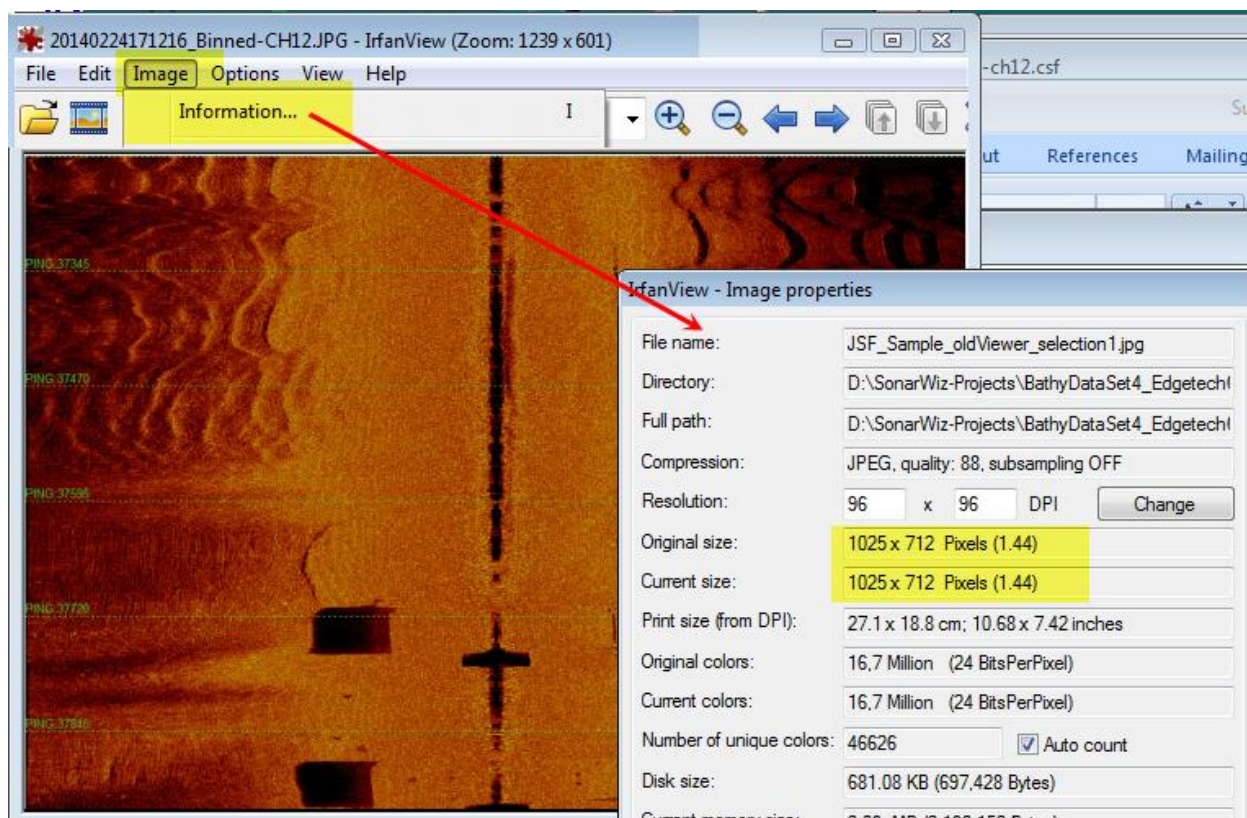 20140224171216_Binned-CH12.JPG - IrfanView (Zoom: 1239 x 601)
File Edit Image Options View Help
Information... I
-ch12.csf
References Mailing
PING 37345
PING 37470
PING 37595
PING 37720
PING 37845
IrfanView - Image properties
File name: JSF_Sample_oldViewer_selection1.jpg
Directory: D:\SonarWiz-Projects\BathyDataSet4_Edgetech
Full path: D:\SonarWiz-Projects\BathyDataSet4_Edgetech
Compression: JPEG, quality: 88, subsampling OFF
Resolution: 96 x 96 DPI Change
Original size: 1025 x 712 Pixels (1.44)
Current size: 1025 x 712 Pixels (1.44)
Print size (from DPI): 27.1 x 18.8 cm; 10.68 x 7.42 inches
Original colors: 16,7 Million (24 BitsPerPixel)
Current colors: 16,7 Million (24 BitsPerPixel)
Number of unique colors: 46626 Auto count
Disk size: 681.08 KB (697,428 Bytes)